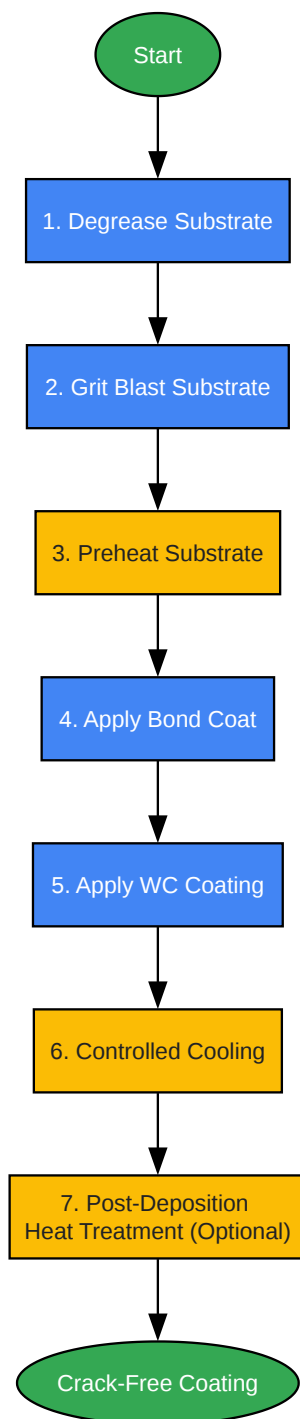 Start
1. Degrease Substrate
2. Grit Blast Substrate
3. Preheat Substrate
4. Apply Bond Coat
5. Apply WC Coating
6. Controlled Cooling
7. Post-Deposition
Heat Treatment (Optional)
Crack-Free Coating